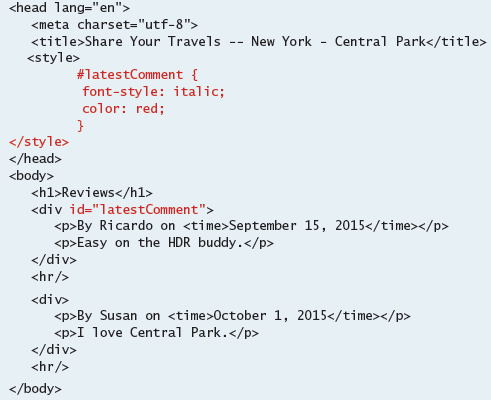 <head lang="en">
<meta charset="utf-8">
<title>Share Your Travels -- New York - Central Park</title>
<style>
#latestComment {
font-style: italic;
color: red;
}
</style>
</head>
<body>
<h1>Reviews</h1>
<div id="latestComment">
<p>By Ricardo on <time>September 15, 2015</time></p>
<p>Easy on the HDR buddy.</p>
</div>
<hr/>
<div>
<p>By Susan on <time>October 1, 2015</time></p>
<p>I love Central Park.</p>
</div>
<hr/>
</body>